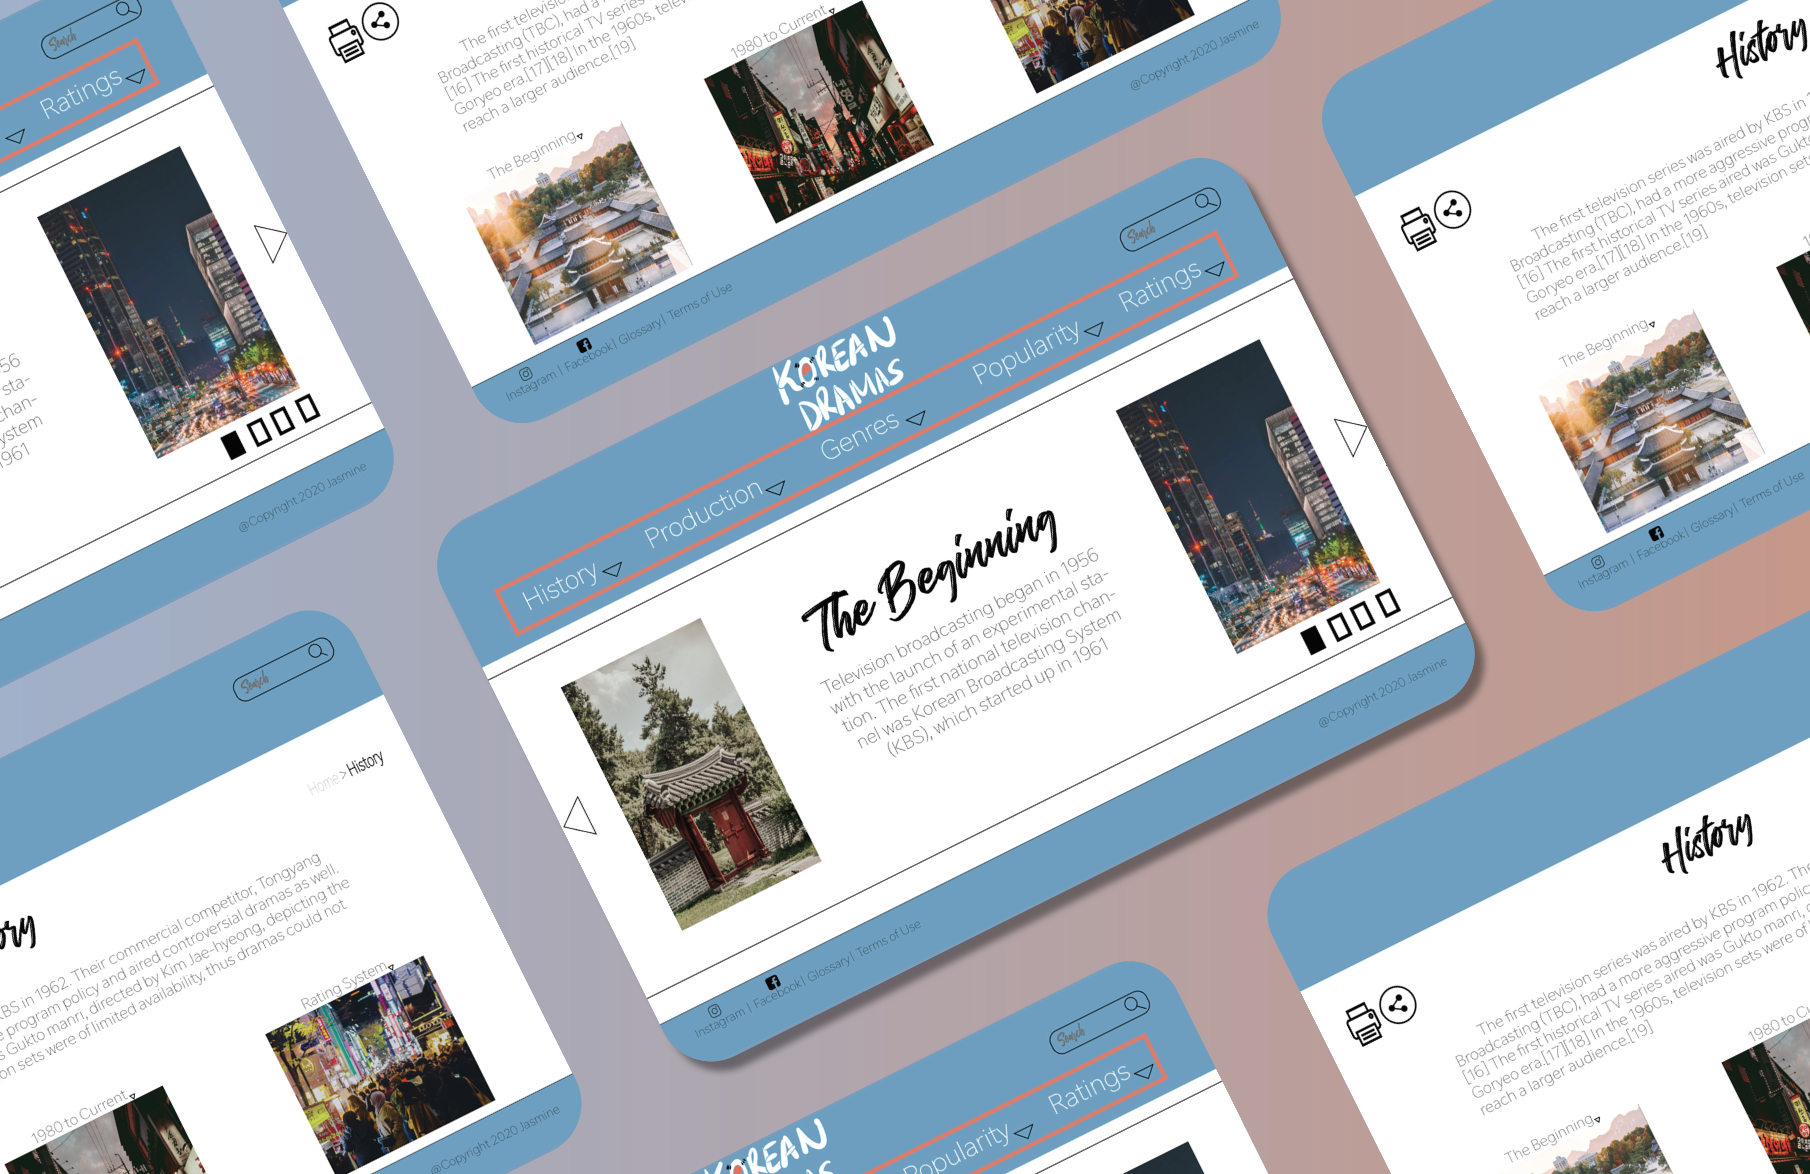 Search
Ratings
56
sta-
chan-
ystem
961
@Copyright 2020 Jasmine
The first television
Broadcasting (TBC), had a
[16] The first historical TV series
Goryeo era.[17][18] In the 1960s, telev
reach a larger audience.[19]
The Beginning
1980 to Current
Instagram | Facebook | Glossary | Terms of Use
@Copyright 2020 Jasmine
History
The first television series was aired by KBS in 1
Broadcasting (TBC), had a more aggressive progr
[16] The first historical TV series aired was Gukt
Goryeo era.[17][18] In the 1960s, television sets
reach a larger audience.[19]
The Beginning
Instagram | Facebook | Glossary | Terms of Use
Search
KOREAN
DRAMAS
History
Production
Genres
Popularity
Ratings
The Beginning
Television broadcasting began in 1956
with the launch of an experimental sta-
tion. The first national television chan-
nel was Korean Broadcasting System
(KBS), which started up in 1961
Instagram | Facebook | Glossary | Terms of Use
@Copyright 2020 Jasmine
Search
Home > History
ory
BS in 1962. Their commercial competitor, Tongyang
e program policy and aired controversial dramas as well.
s Gukto manri, directed by Kim Jae-hyeong, depicting the
on sets were of limited availability, thus dramas could not
1980 to Current
Rating System
@Copyright 2020 Jasmine
Search
KOREAN
MAS
Popularity
Ratings
History
The first television series was aired by KBS in 1962. The
Broadcasting (TBC), had a more aggressive program polic
[16] The first historical TV series aired was Gukto manri,
Goryeo era.[17][18] In the 1960s, television sets were of
reach a larger audience.[19]
The Beginning
1980 to Cu